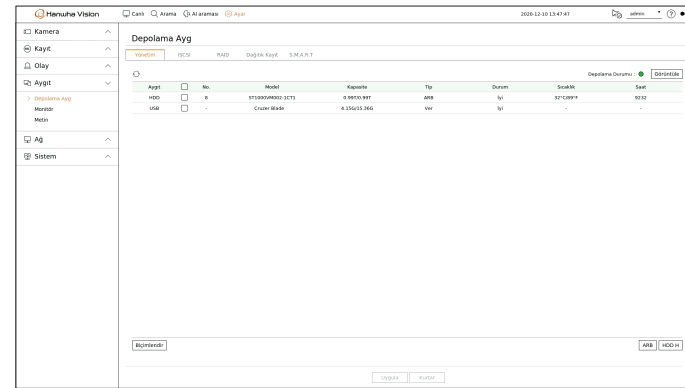 Hanwha Vision
Canlı Arama AI araması Ayar 2020-12-10 13:47:47 admin
Kamera
Kayıt
Olay
Aygıt
Depolama Ayg
Monitör
Metin
Ağ
Sistem
Depolama Ayg
Yönetim iSCSI RAID Dağıtık Kayıt S.M.A.R.T
Depolama Durumu : Görüntüle
Aygıt No. Model Kapasite Tip Durum Sıcaklık Saat
HDD 8 ST1000VM002-1CT1 0.99T/0.99T ARB İyi 32°C/89°F 9232
USB - Cruzer Blade 4.15G/15.36G Ver İyi - -
Biçimlendir ARB HDD H
Uygula Kurtar